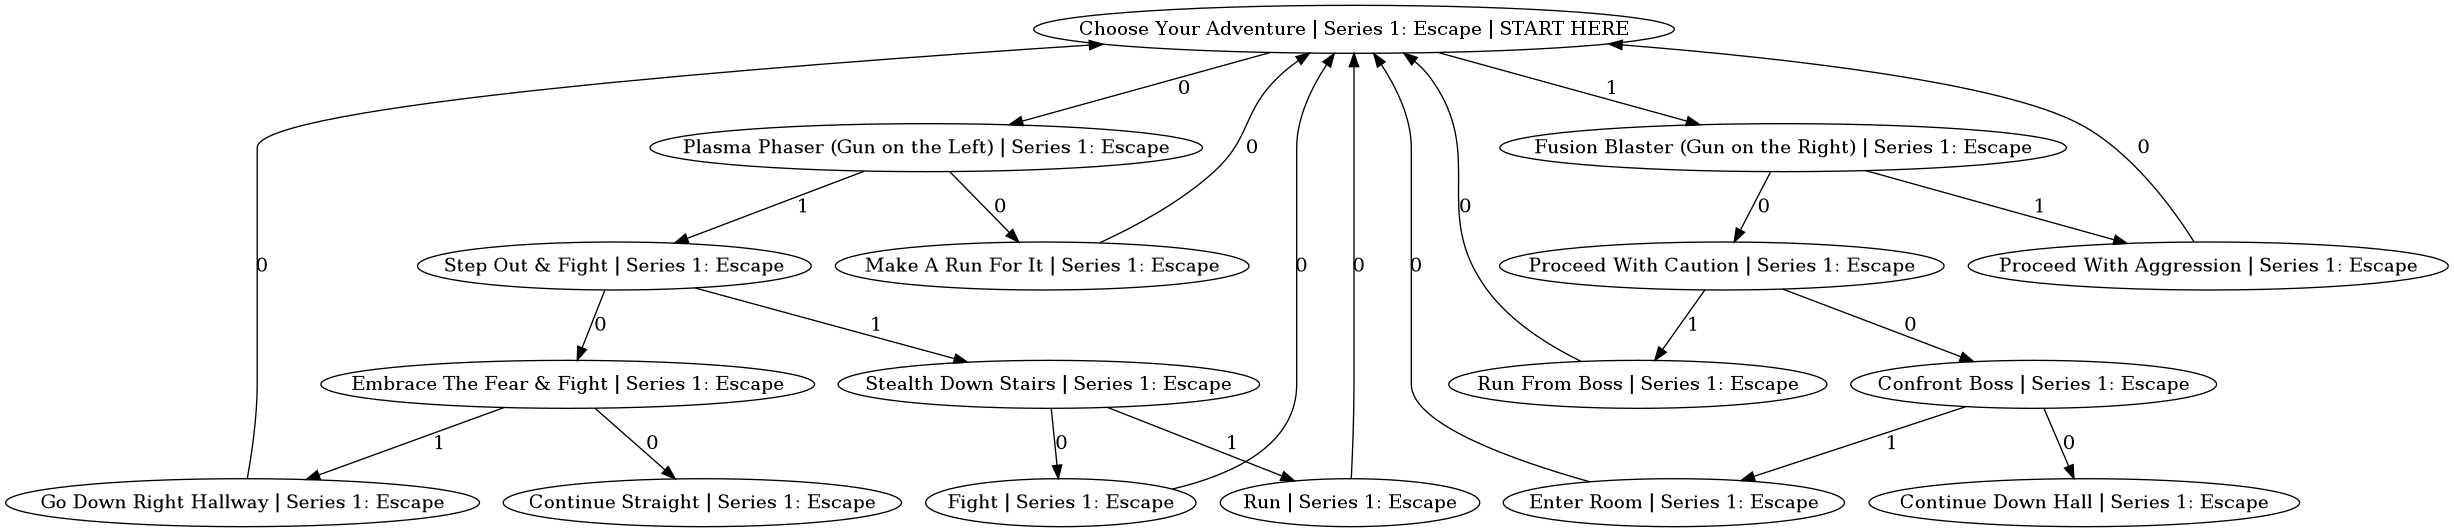 Choose Your Adventure | Series 1: Escape | START HERE
0
1
Plasma Phaser (Gun on the Left) | Series 1: Escape
0
Fusion Blaster (Gun on the Right) | Series 1: Escape
0
1
0
0
0
1
Step Out & Fight | Series 1: Escape
Make A Run For It | Series 1: Escape
Proceed With Caution | Series 1: Escape
Proceed With Aggression | Series 1: Escape
0
0
0
0
0
1
1
0
Embrace The Fear & Fight | Series 1: Escape
Stealth Down Stairs | Series 1: Escape
Run From Boss | Series 1: Escape
Confront Boss | Series 1: Escape
1
0
0
1
1
0
Go Down Right Hallway | Series 1: Escape
Continue Straight | Series 1: Escape
Fight | Series 1: Escape
Run | Series 1: Escape
Enter Room | Series 1: Escape
Continue Down Hall | Series 1: Escape